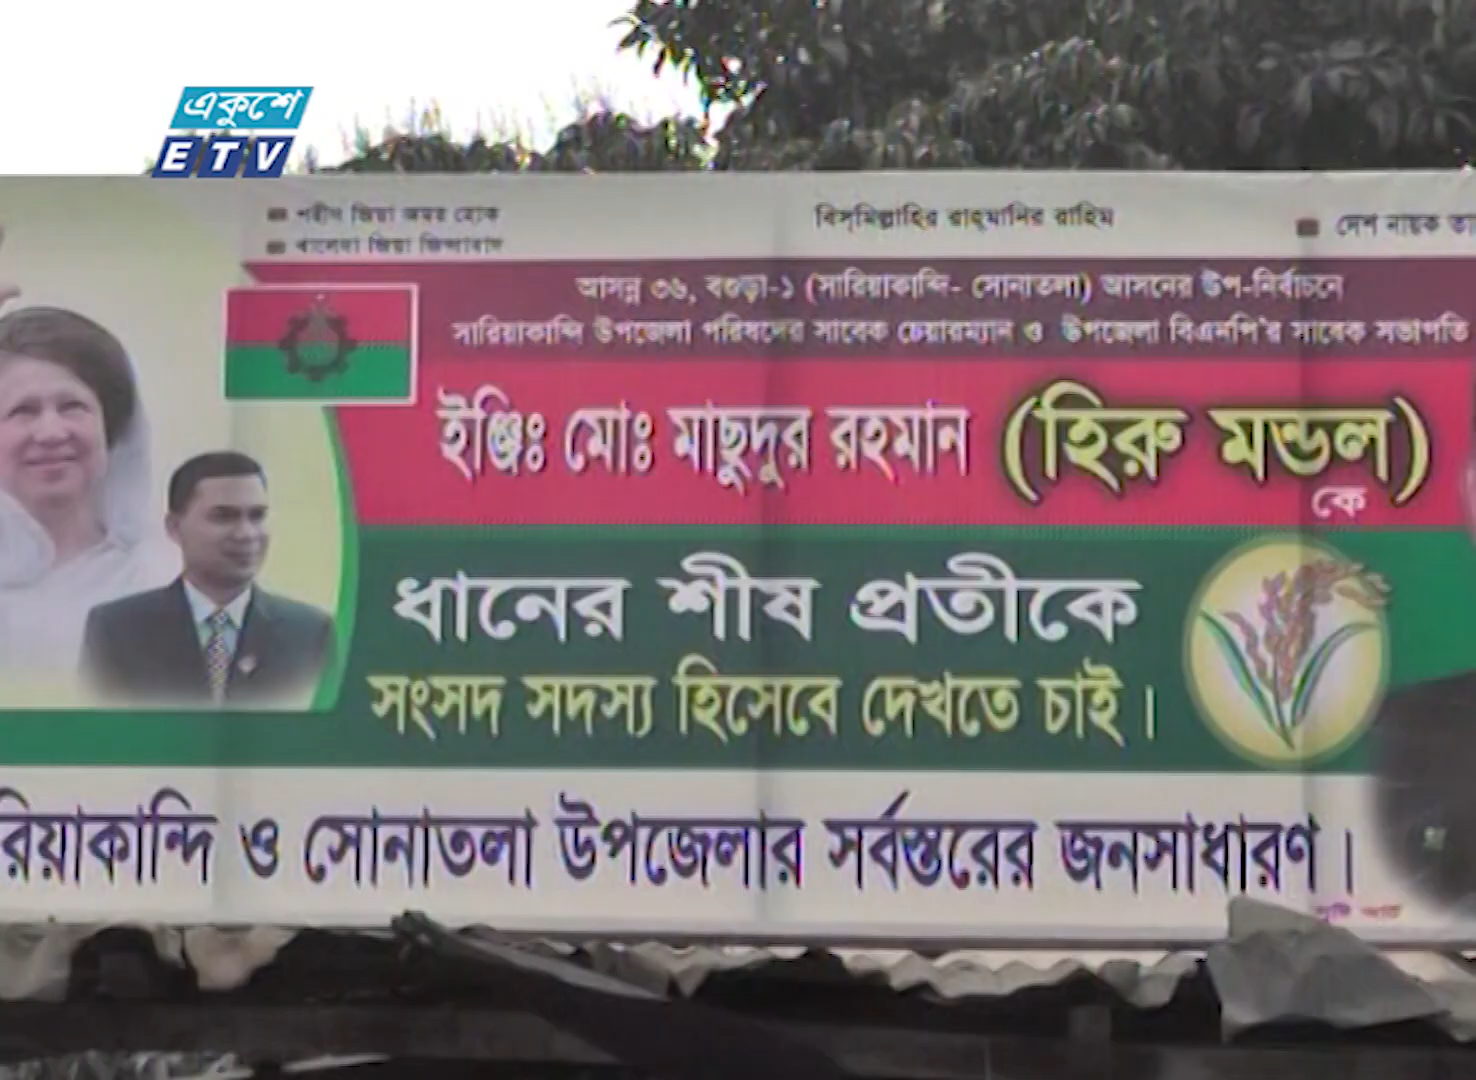 একুশে
ETV
শহীদ জিয়া অমর হোক
খালেদা জিয়া জিন্দাবাদ
বিস্‌মিল্লাহির রাহ্‌মানির রাহিম
দেশ নায়ক তা
আসন্ন ৩৬, বগুড়া-১ (সারিয়াকান্দি- সোনাতলা) আসনের উপ-নির্বাচনে
সারিয়াকান্দি উপজেলা পরিষদের সাবেক চেয়ারম্যান ও উপজেলা বিএনপি'র সাবেক সভাপতি
ইঞ্জিঃ মোঃ মাছুদুর রহমান (হিরু মন্ডল)
কে
ধানের শীষ প্রতীকে
সংসদ সদস্য হিসেবে দেখতে চাই।
রিয়াকান্দি ও সোনাতলা উপজেলার সর্বস্তরের জনসাধারণ।